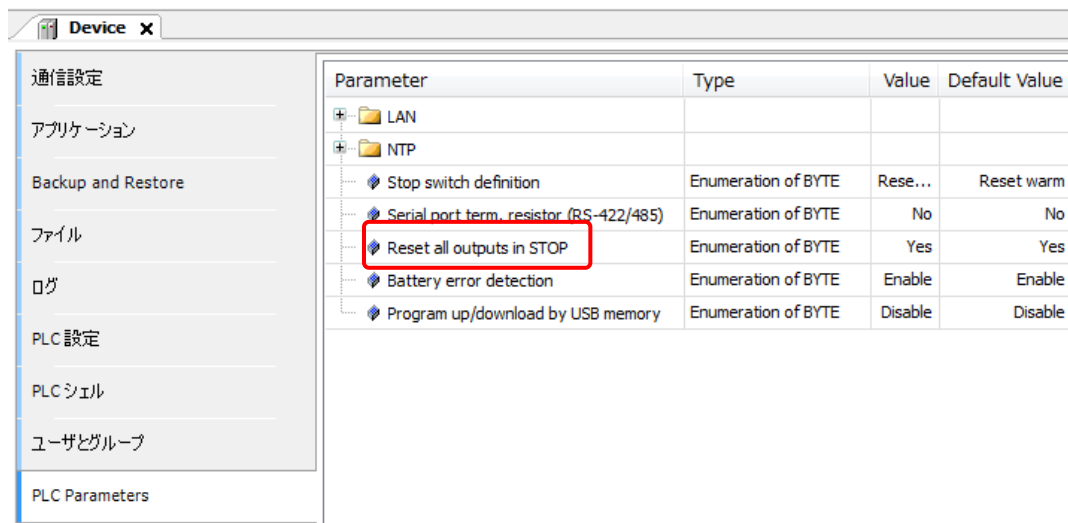 Device x
通信設定
アプリケーション
Backup and Restore
ファイル
ログ
PLC 設定
PLC シェル
ユーザとグループ
PLC Parameters
Parameter Type Value Default Value
LAN
NTP
Stop switch definition Enumeration of BYTE Rese... Reset warm
Serial port term. resistor (RS-422/485) Enumeration of BYTE No No
Reset all outputs in STOP Enumeration of BYTE Yes Yes
Battery error detection Enumeration of BYTE Enable Enable
Program up/download by USB memory Enumeration of BYTE Disable Disable